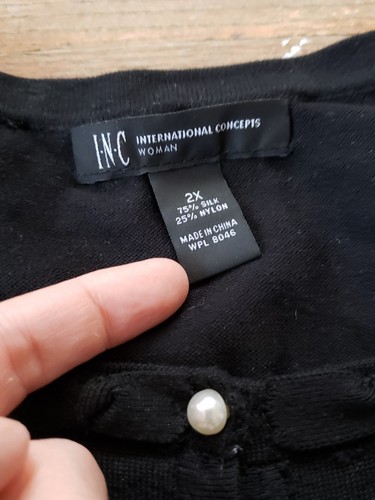 I·N·C INTERNATIONAL CONCEPTS
WOMAN
2X
75% SILK
25% NYLON
MADE IN CHINA
WPL 8046